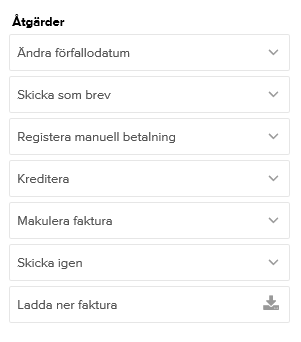 Åtgärder
Ändra förfallodatum
Skicka som brev
Registera manuell betalning
Kreditera
Makulera faktura
Skicka igen
Ladda ner faktura